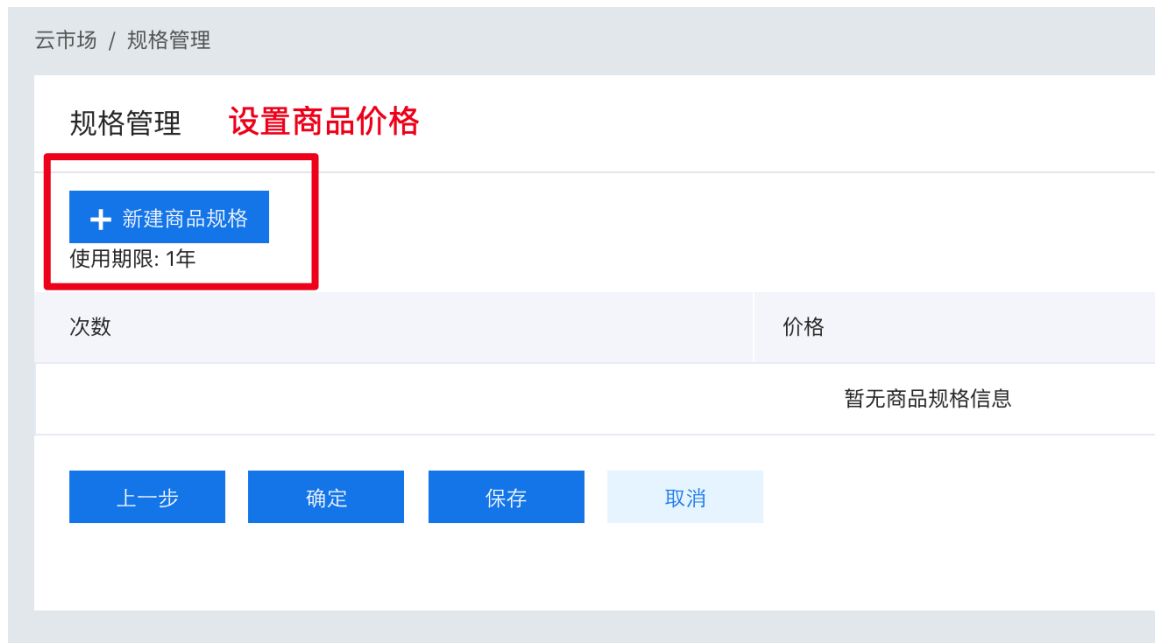 云市场 / 规格管理
规格管理 设置商品价格
+ 新建商品规格
使用期限: 1年
次数 价格
暂无商品规格信息
上一步 确定 保存 取消